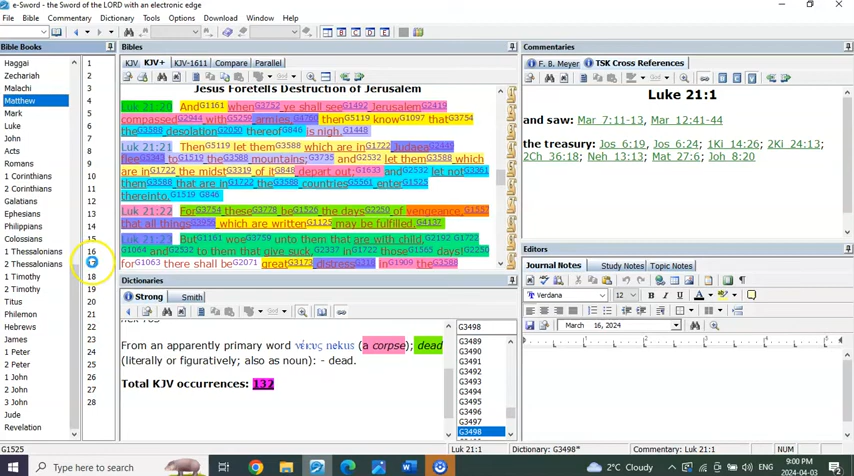 e-Sword - the Sword of the LORD with an electronic edge
File Bible Commentary Dictionary Tools Options Download Window Help
A B C D E
Bible Books
Haggai
Zechariah
Malachi
Matthew
Mark
Luke
John
Acts
Romans
1 Corinthians
2 Corinthians
Galatians
Ephesians
Philippians
Colossians
1 Thessalonians
2 Thessalonians
1 Timothy
2 Timothy
Titus
Philemon
Hebrews
James
1 Peter
2 Peter
1 John
2 John
3 John
Jude
Revelation
1
2
3
4
5
6
7
8
9
10
11
12
13
14
15
18
19
20
21
22
23
24
25
26
27
28
Bibles
KJV KJV+ KJV-1611 Compare Parallel
Jesus Foretells Destruction of Jerusalem
Luk 21:20 And G1161 when G3752 ye shall see G1492 Jerusalem G2419
compassed G2944 with G5259 armies, G4760 then G5119 know G1097 that G3754
the G3588 desolation G2050 thereof G846 is nigh. G1448
Luk 21:21 Then G5119 let them G3588 which are in G1722 Judaea G2449
flee G5343 to G1519 the G3588 mountains; G3735 and G2532 let them G3588 which
are in G1722 the midst G3319 of it G848 depart out; G1633 and G2532 let not G3361
them G3588 that are in G1722 the G3588 countries G5561 enter G1525
thereinto. G1519 G846
Luk 21:22 For G3754 these G3778 be G1526 the days G2250 of vengeance, G1557
that all things G3956 which are written G1125 may be fulfilled. G4137
Luk 21:23 But G1161 woe G3759 unto them that are with child, G2192 G1722
G1064 and G2532 to them that give suck, G2337 in G1722 those G1565 days G2250
for G1063 there shall be G2071 great G3173 distress G318 in G1909 the G3588
Dictionaries
Strong Smith
From an apparently primary word νέκυς nekus (a corpse); dead
(literally or figuratively; also as noun): - dead.
Total KJV occurrences: 132
G3498
G3489
G3490
G3491
G3492
G3493
G3494
G3495
G3496
G3497
G3498
Commentaries
F. B. Meyer TSK Cross References
Luke 21:1
and saw: Mar 7:11-13, Mar 12:41-44
the treasury: Jos 6:19, Jos 6:24, 1Ki 14:26; 2Ki 24:13;
2Ch 36:18; Neh 13:13; Mat 27:6; Joh 8:20
Editors
Journal Notes Study Notes Topic Notes
Verdana 12 B I U A
March 16, 2024
G1525 Luk 21:1 Dictionary: G3498* Commentary: Luk 21:1 NUM
Type here to search
2°C Cloudy
9:00 PM
2024-04-03